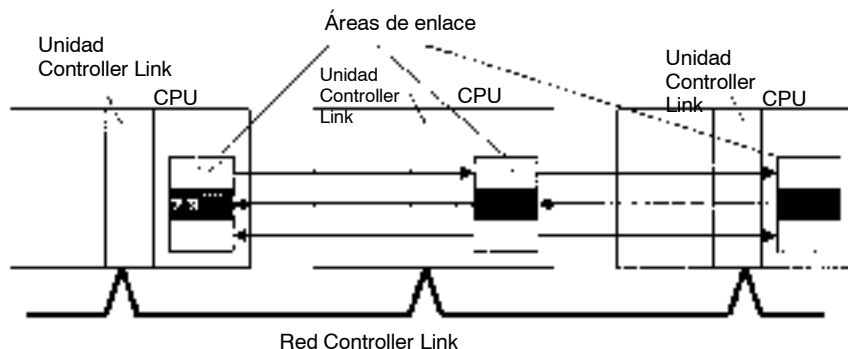 Áreas de enlace
Unidad
Controller Link
CPU
Unidad
Controller
Link
CPU
Unidad
Controller
Link
CPU
Red Controller Link